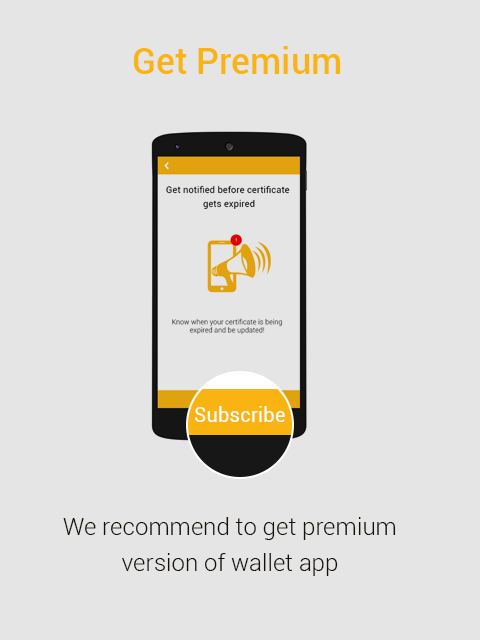 Get Premium
Get notified before certificate
gets expired
Know when your certificate is being
expired and be updated!
Subscribe
We recommend to get premium
version of wallet app